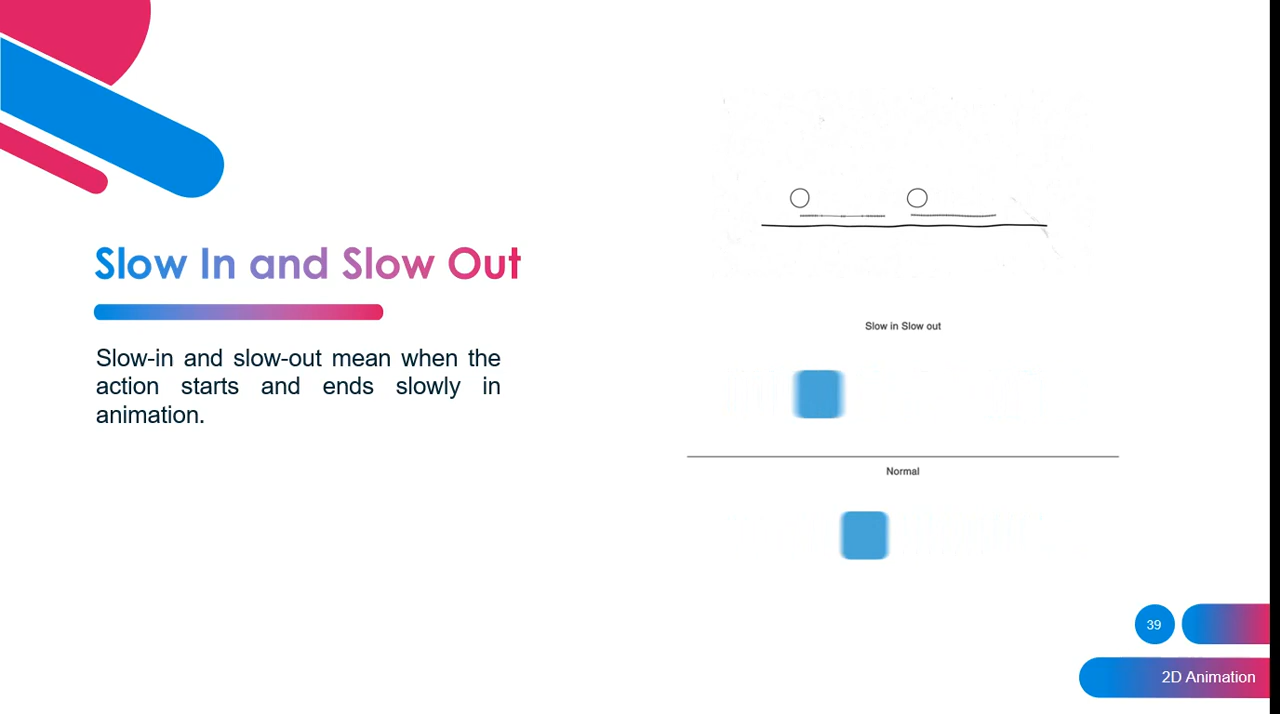 Slow In and Slow Out
Slow-in and slow-out mean when the
action starts and ends slowly in
animation.
Slow in Slow out
Normal
39
2D Animation